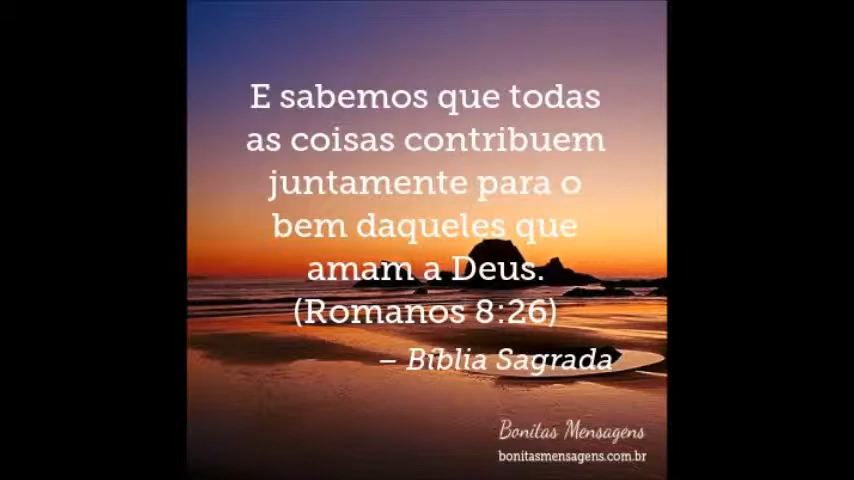 E sabemos que todas
as coisas contribuem
juntamente para o
bem daqueles que
amam a Deus.
(Romanos 8:26)
– Bíblia Sagrada
Bonitas Mensagens
bonitasmensagens.com.br